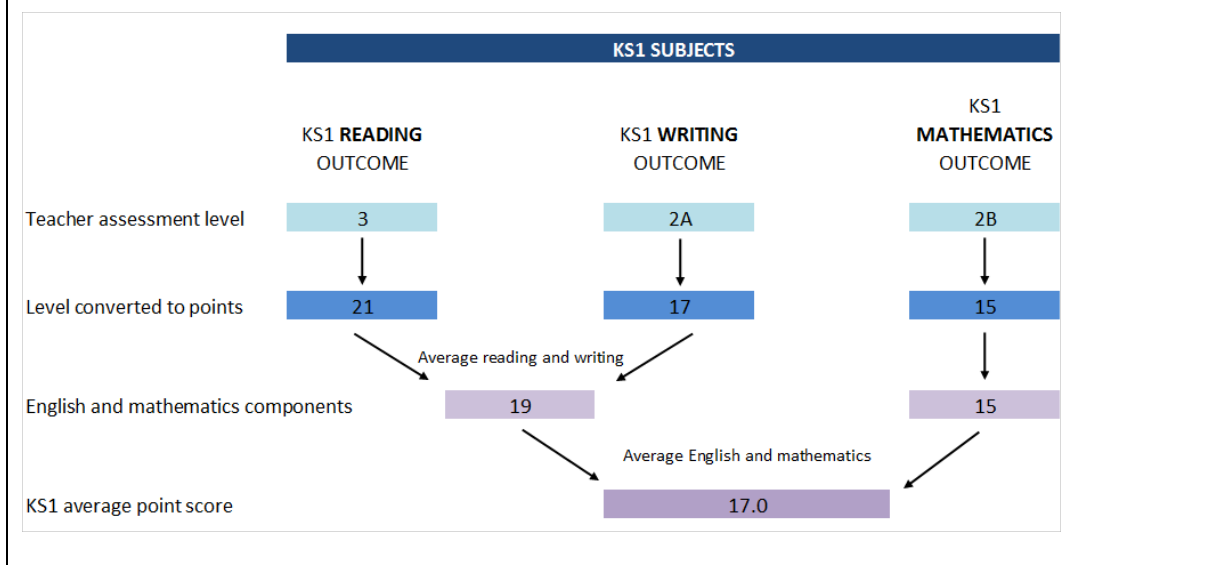 KS1 SUBJECTS
KS1 READING
OUTCOME
KS1 WRITING
OUTCOME
KS1
MATHEMATICS
OUTCOME
Teacher assessment level
3
2A
2B
Level converted to points
21
17
15
Average reading and writing
English and mathematics components
19
15
Average English and mathematics
KS1 average point score
17.0